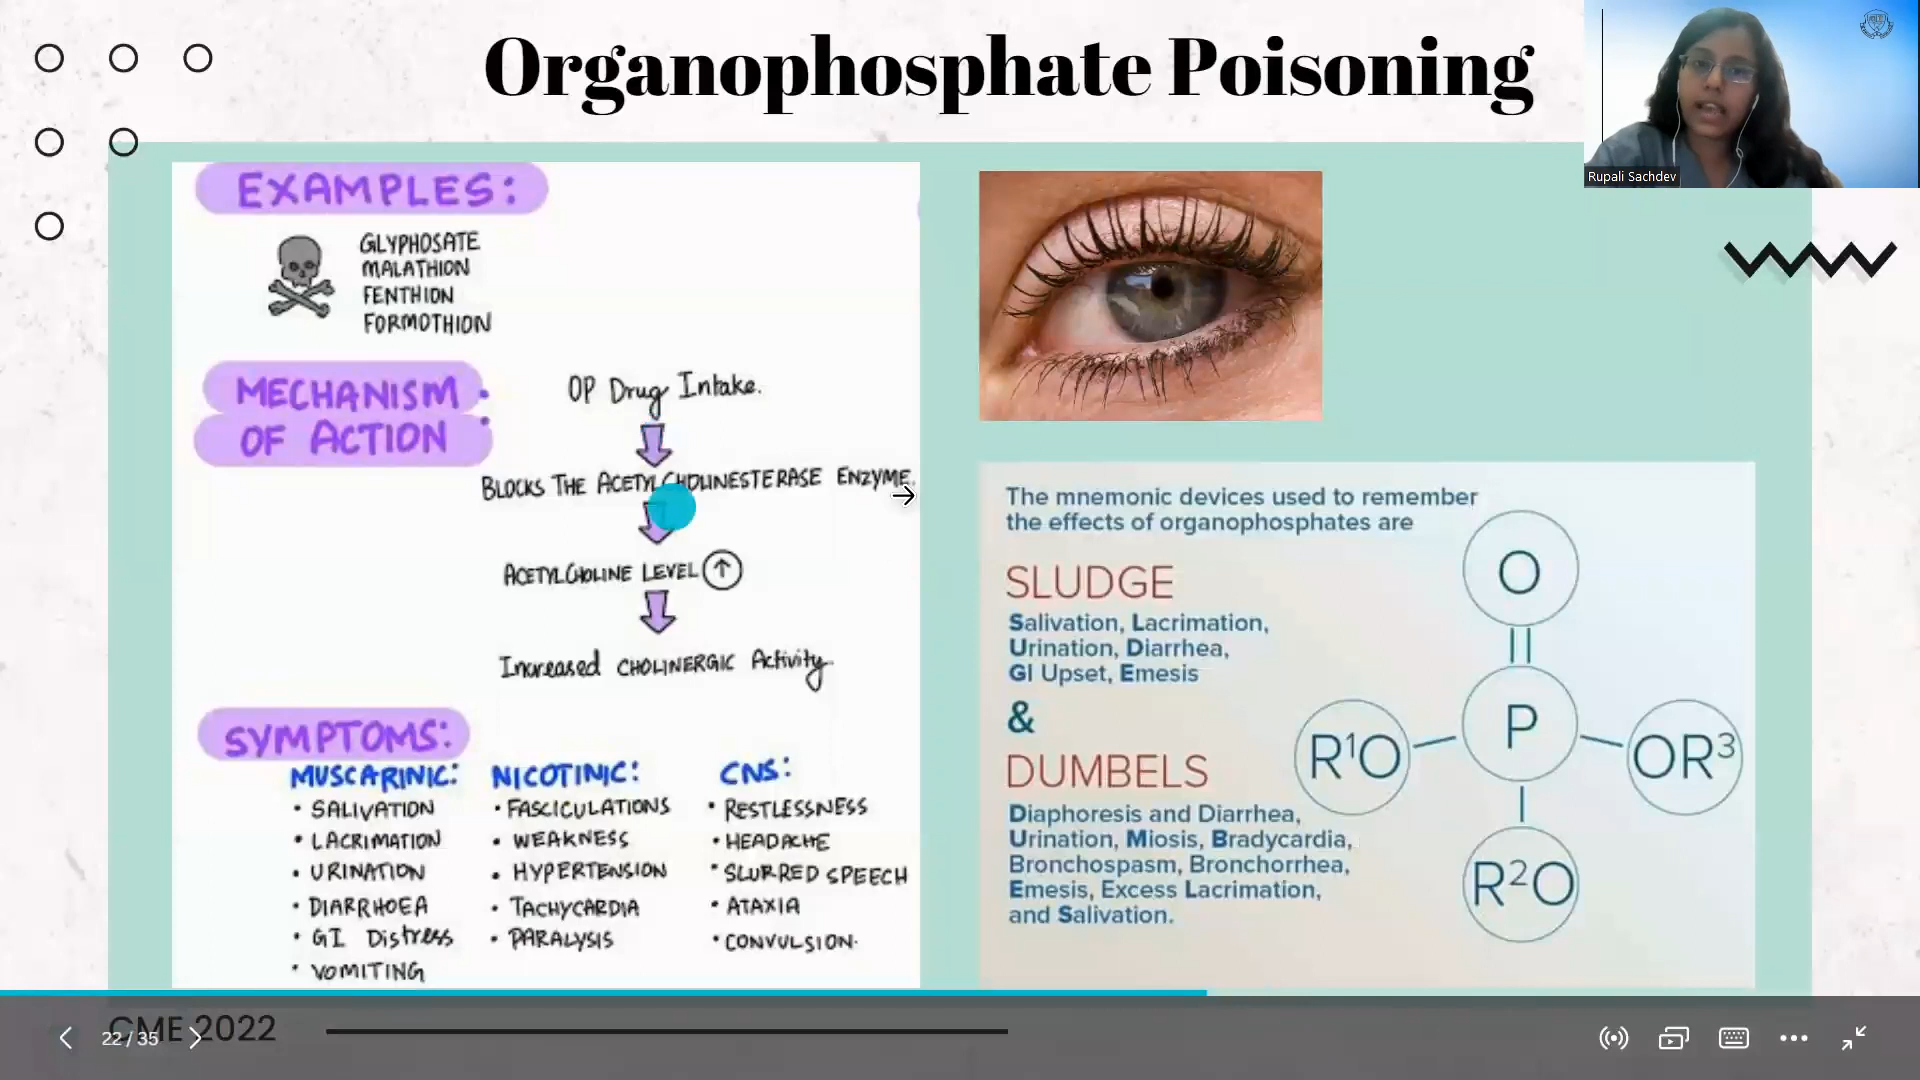 Organophosphate Poisoning
Rupali Sachdev
EXAMPLES:
GLYPHOSATE
MALATHION
FENTHION
FORMOTHION
MECHANISM :
OF ACTION
OP Drug Intake.
BLOCKS THE ACETYLCHOLINESTERASE ENZYME.
ACETYLCHOLINE LEVEL ↑
Increased CHOLINERGIC Activity.
SYMPTOMS:
MUSCARINIC:
• SALIVATION
• LACRIMATION
• URINATION
• DIARRHOEA
• GI Distress
• VOMITING
NICOTINIC:
• FASCICULATIONS
• WEAKNESS
• HYPERTENSION
• TACHYCARDIA
• PARALYSIS
CNS:
• RESTLESSNESS
• HEADACHE
• SLURRED SPEECH
• ATAXIA
• CONVULSION.
The mnemonic devices used to remember
the effects of organophosphates are
SLUDGE
Salivation, Lacrimation,
Urination, Diarrhea,
GI Upset, Emesis
&
DUMBELS
Diaphoresis and Diarrhea,
Urination, Miosis, Bradycardia,
Bronchospasm, Bronchorrhea,
Emesis, Excess Lacrimation,
and Salivation.
O
P
R¹O
OR³
R²O
CME 2022
22 / 35